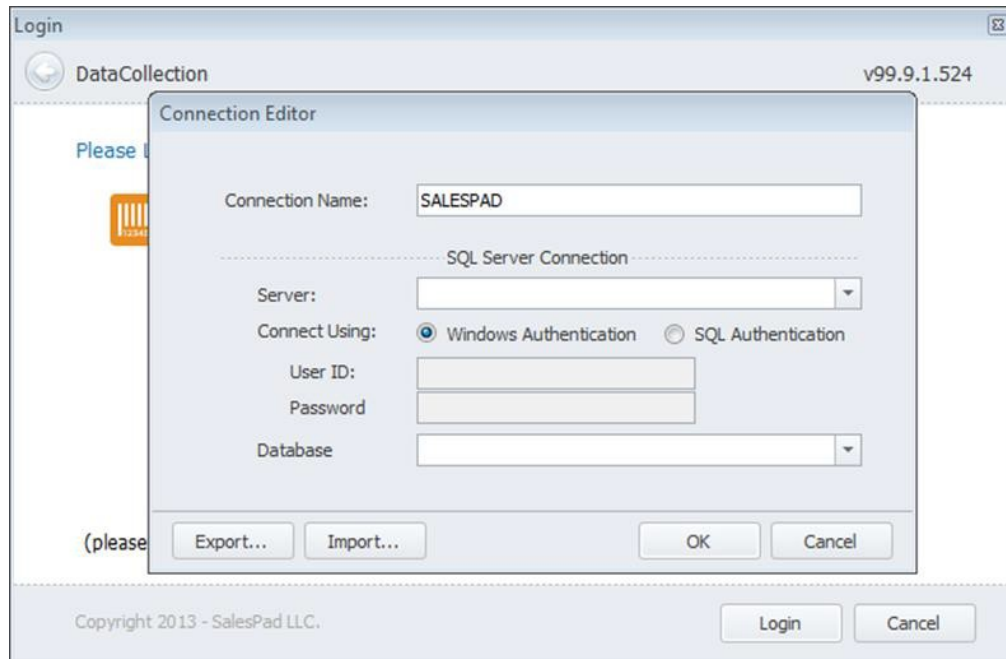 Login
DataCollection v99.9.1.524
Connection Editor
Please
Connection Name: SALESPAD
SQL Server Connection
Server:
Connect Using: Windows Authentication SQL Authentication
User ID:
Password
Database
(please
Export... Import... OK Cancel
Copyright 2013 - SalesPad LLC. Login Cancel